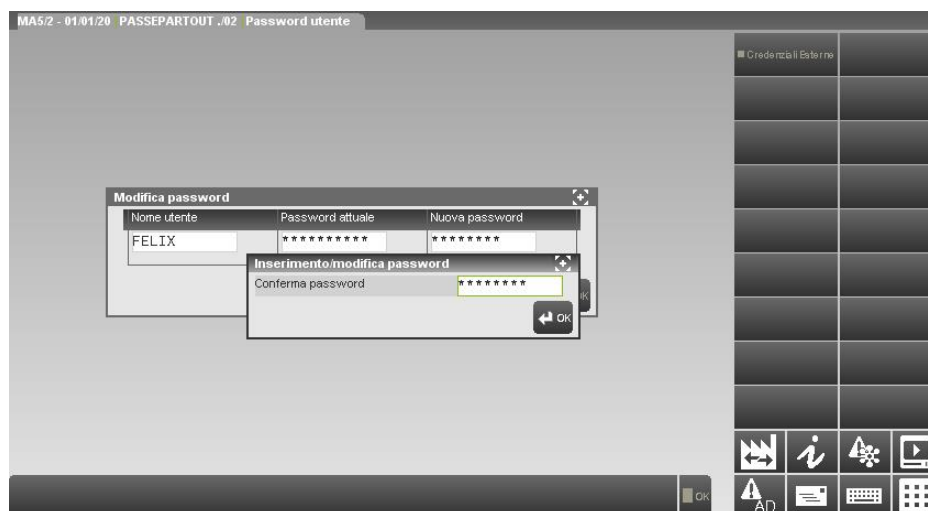 MA5/2 - 01/01/20 PASSEPARTOUT ./02 Password utente
Credenziali Esterne
Modifica password
Nome utente Password attuale Nuova password
FELIX ********** ********
Inserimento/modifica password
Conferma password ********
OK
OK
AD